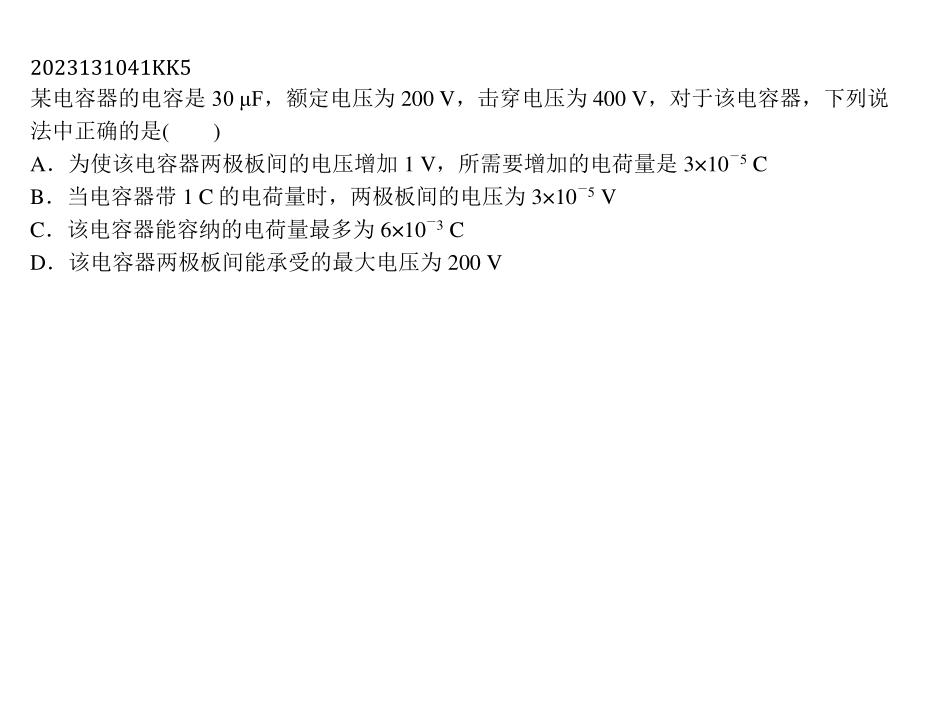 2023131041KK5
某电容器的电容是 30 μF，额定电压为 200 V，击穿电压为 400 V，对于该电容器，下列说
法中正确的是(　　)
A．为使该电容器两极板间的电压增加 1 V，所需要增加的电荷量是 3×10⁻⁵ C
B．当电容器带 1 C 的电荷量时，两极板间的电压为 3×10⁻⁵ V
C．该电容器能容纳的电荷量最多为 6×10⁻³ C
D．该电容器两极板间能承受的最大电压为 200 V